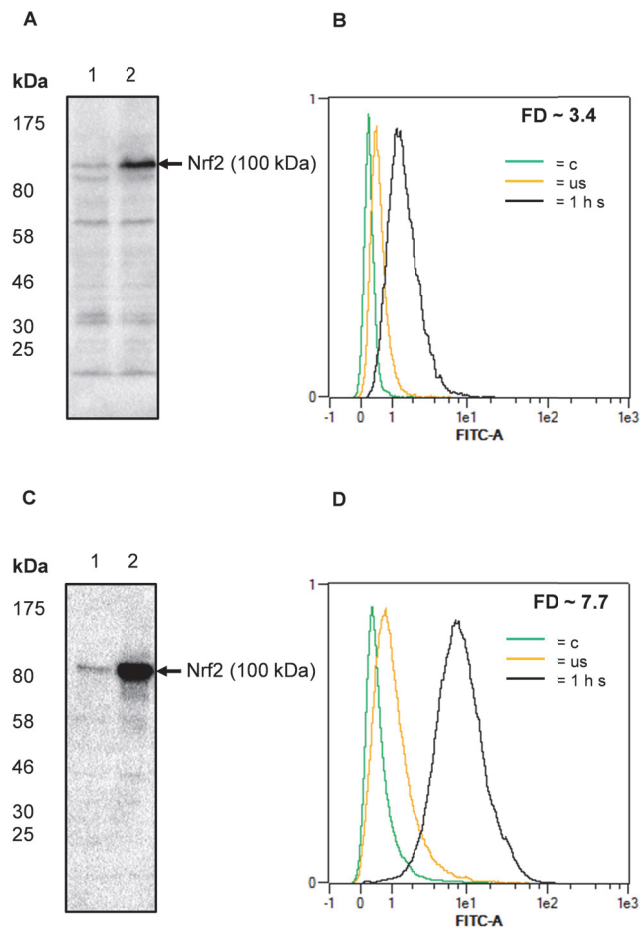 A
1 2
kDa
175
80
58
46
30
25
Nrf2 (100 kDa)
B
1
0
FD ~ 3.4
= c
= us
= 1 h s
-1 0 1 1e1 1e2 1e3
FITC-A
C
1 2
kDa
175
80
58
46
30
25
Nrf2 (100 kDa)
D
1
0
FD ~ 7.7
= c
= us
= 1 h s
-1 0 1 1e1 1e2 1e3
FITC-A